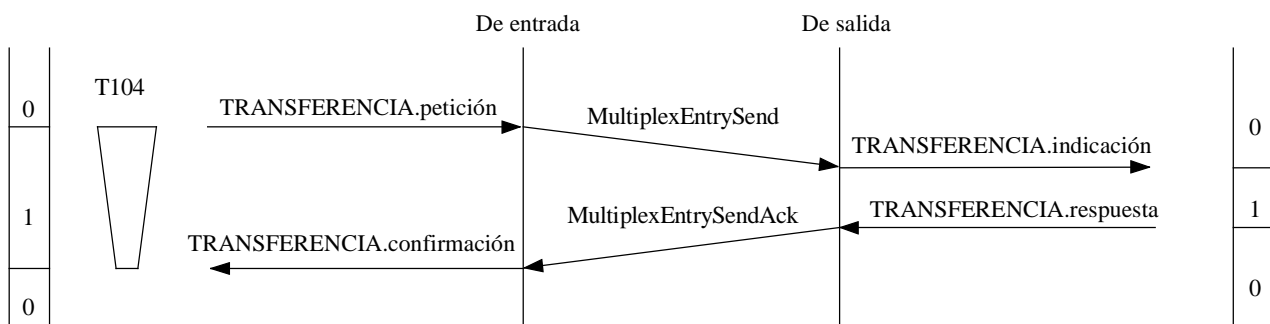 De entrada De salida
T104
0 TRANSFERENCIA.petición MultiplexEntrySend 0
TRANSFERENCIA.indicación
1 MultiplexEntrySendAck TRANSFERENCIA.respuesta 1
TRANSFERENCIA.confirmación
0 0